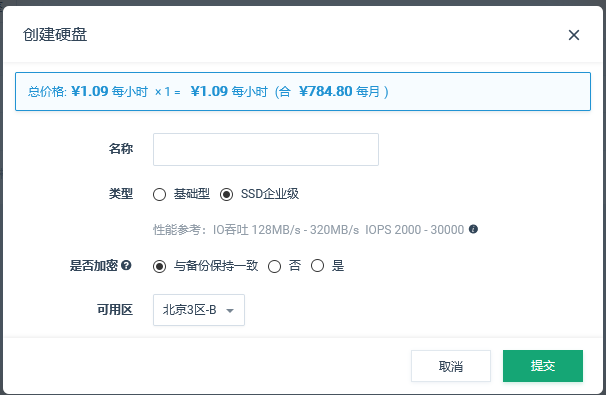 创建硬盘
总价格: ¥1.09 每小时 × 1 = ¥1.09 每小时 (合 ¥784.80 每月 )
名称
类型 基础型 SSD企业级
性能参考: IO吞吐 128MB/s - 320MB/s IOPS 2000 - 30000
是否加密 与备份保持一致 否 是
可用区 北京3区-B
取消 提交